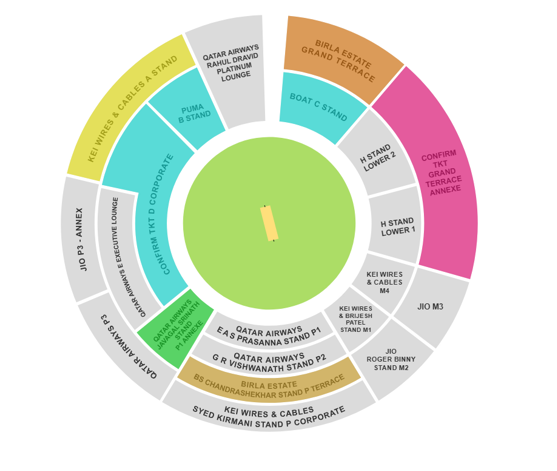 QATAR AIRWAYS
RAHUL DRAVID
PLATINUM
LOUNGE
BIRLA ESTATE
GRAND TERRACE
KEI WIRES & CABLES A STAND
PUMA
B STAND
BOAT C STAND
H STAND
LOWER 2
CONFIRM
TKT
GRAND
TERRACE
ANNEXE
CONFIRM TKT D CORPORATE
H STAND
LOWER 1
JIO P3 - ANNEX
QATAR AIRWAYS E EXECUTIVE LOUNGE
KEI WIRES
& CABLES
M4
JIO M3
QATAR AIRWAYS P3
QATAR AIRWAYS
JAVAGAL SRINATH
STAND
P1 ANNEXE
KEI WIRES &
BRIJESH
PATEL
STAND M1
JIO
ROGER BINNY
STAND M2
QATAR AIRWAYS
E A S PRASANNA STAND P1
QATAR AIRWAYS
G R VISHWANATH STAND P2
BIRLA ESTATE
BS CHANDRASHEKHAR STAND P TERRACE
KEI WIRES & CABLES
SYED KIRMANI STAND P CORPORATE